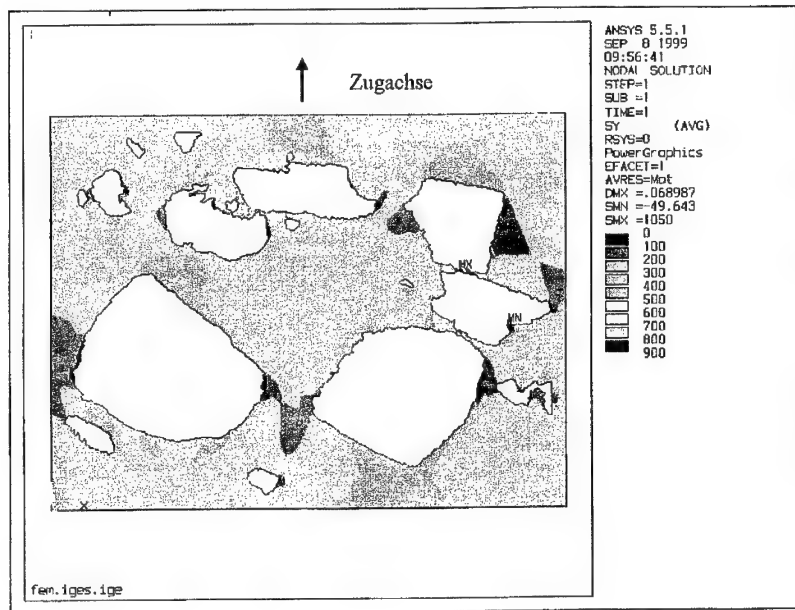 Zugachse
ANSYS 5.5.1
SEP 8 1999
09:56:41
NODAL SOLUTION
STEP=1
SUB =1
TIME=1
SY (AVG)
RSYS=0
PowerGraphics
EFACET=1
AVRES=Mat
DMX =.068987
SMN =-49.643
SMX =1050
0
100
200
300
400
500
600
700
800
900
MX
MN
X
fem.iges.ige